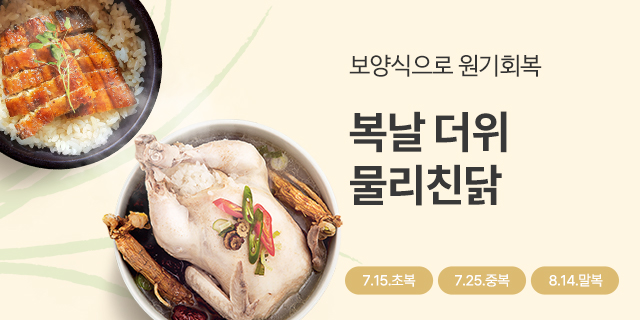 보양식으로 원기회복
복날 더위
물리친닭
7.15.초복
7.25.중복
8.14.말복